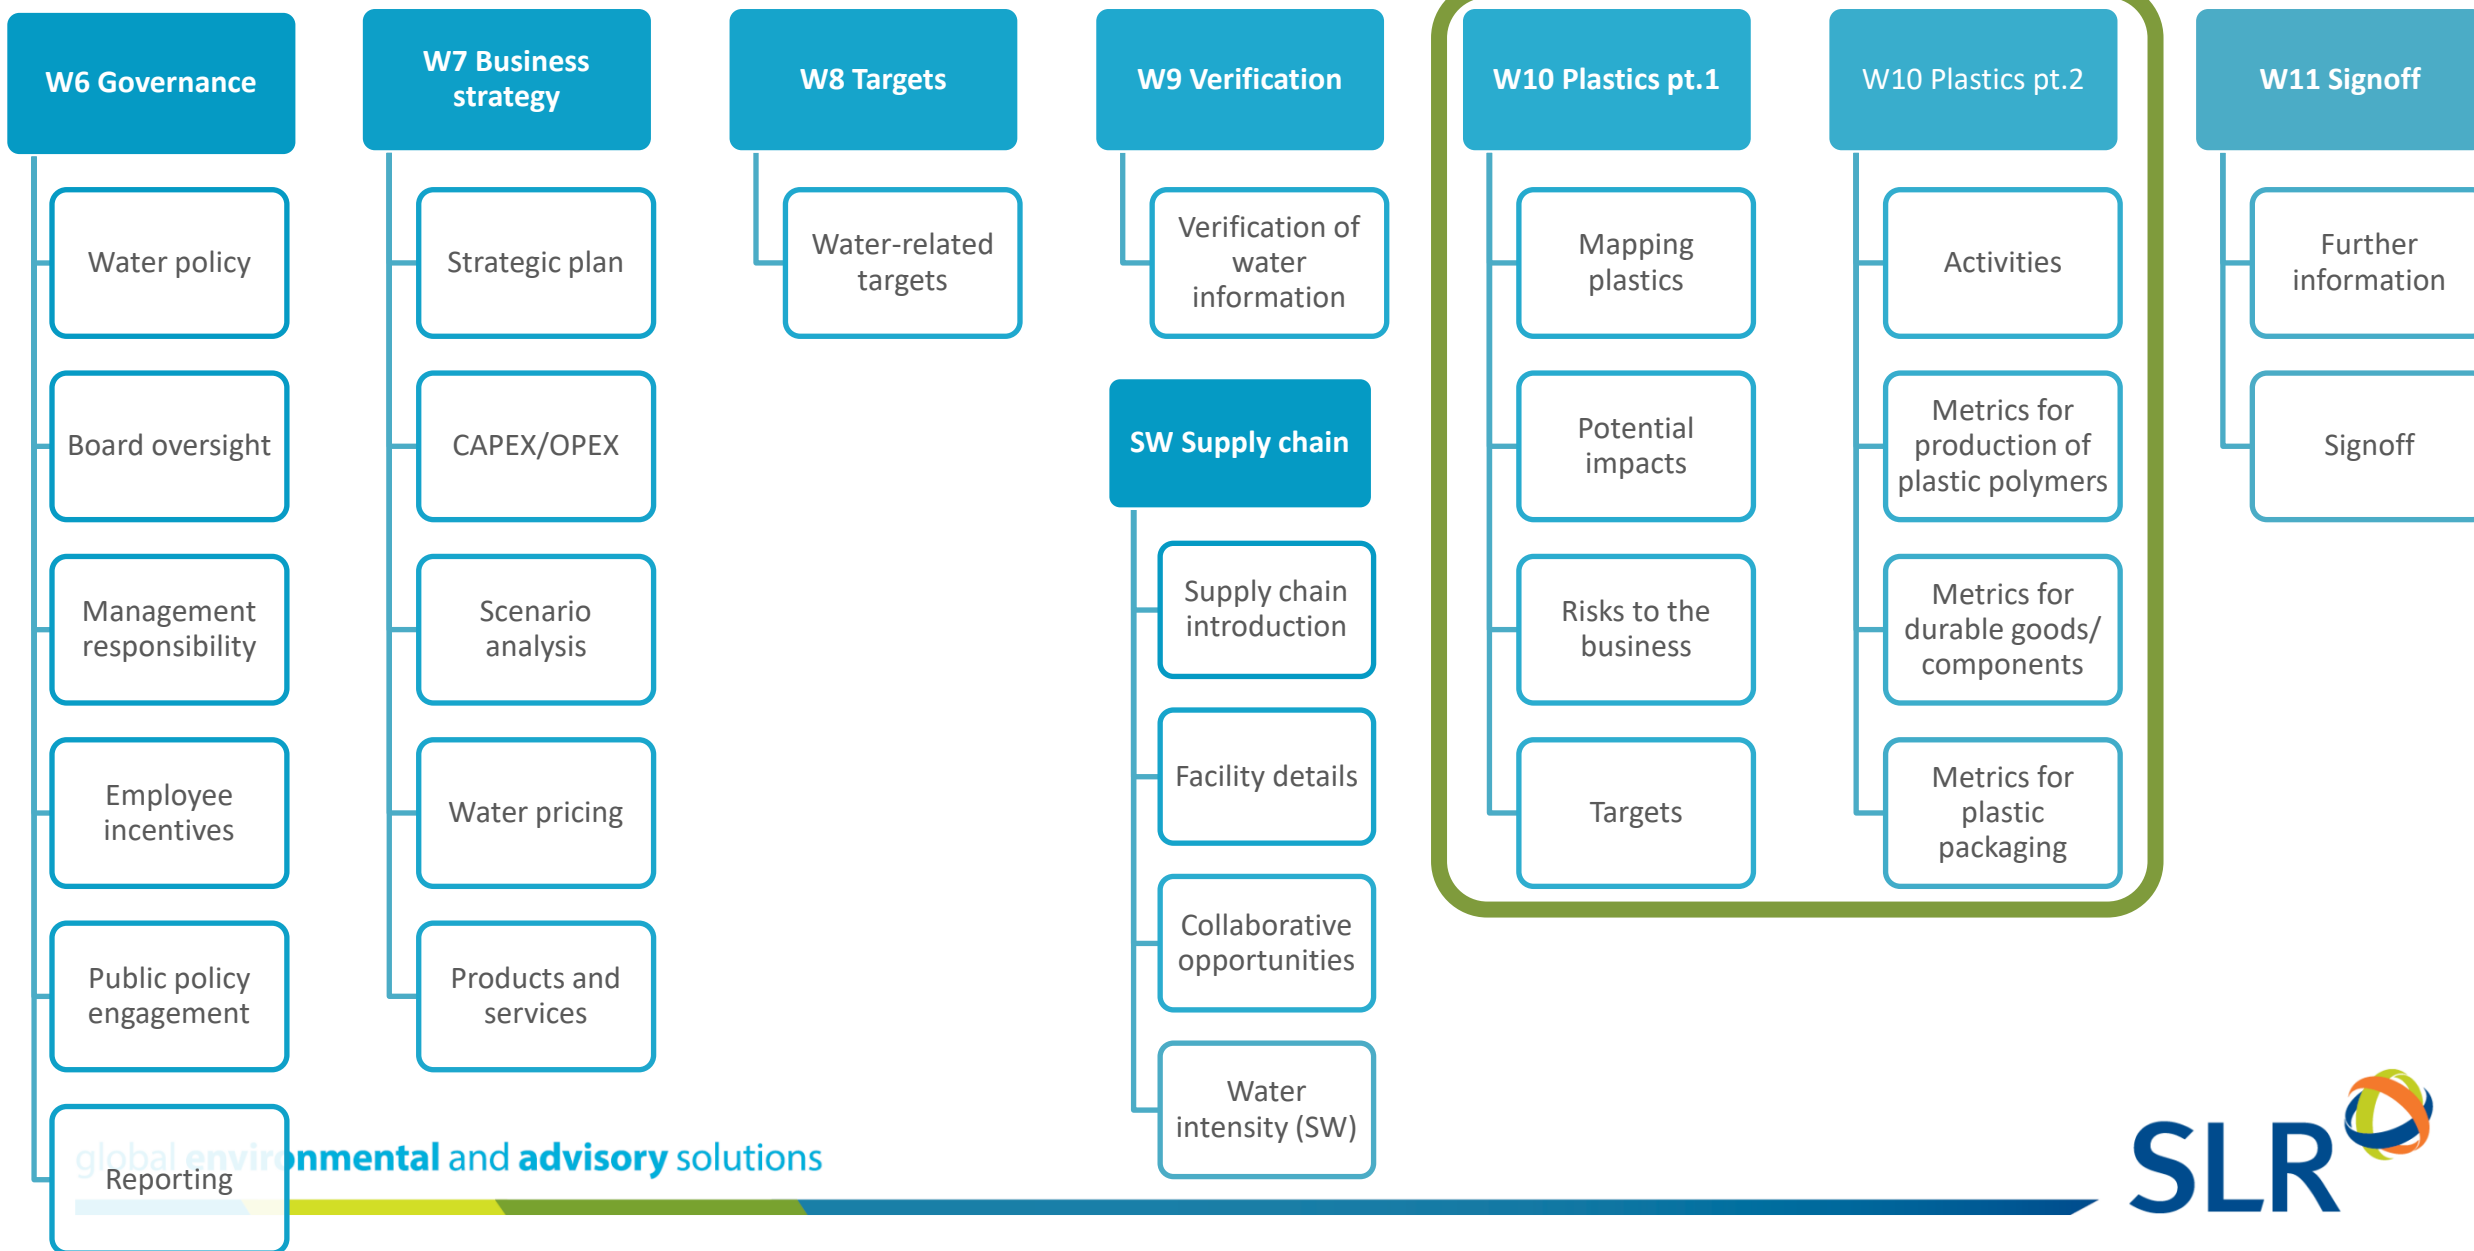 W6 Governance
Water policy
Board oversight
Management
responsibility
Employee
incentives
Public policy
engagement
Reporting
W7 Business
strategy
Strategic plan
CAPEX/OPEX
Scenario
analysis
Water pricing
Products and
services
W8 Targets
Water-related
targets
W9 Verification
Verification of
water
information
SW Supply chain
Supply chain
introduction
Facility details
Collaborative
opportunities
Water
intensity (SW)
W10 Plastics pt.1
Mapping
plastics
Potential
impacts
Risks to the
business
Targets
W10 Plastics pt.2
Activities
Metrics for
production of
plastic polymers
Metrics for
durable goods/
components
Metrics for
plastic
packaging
W11 Signoff
Further
information
Signoff
global environmental and advisory solutions
SLR